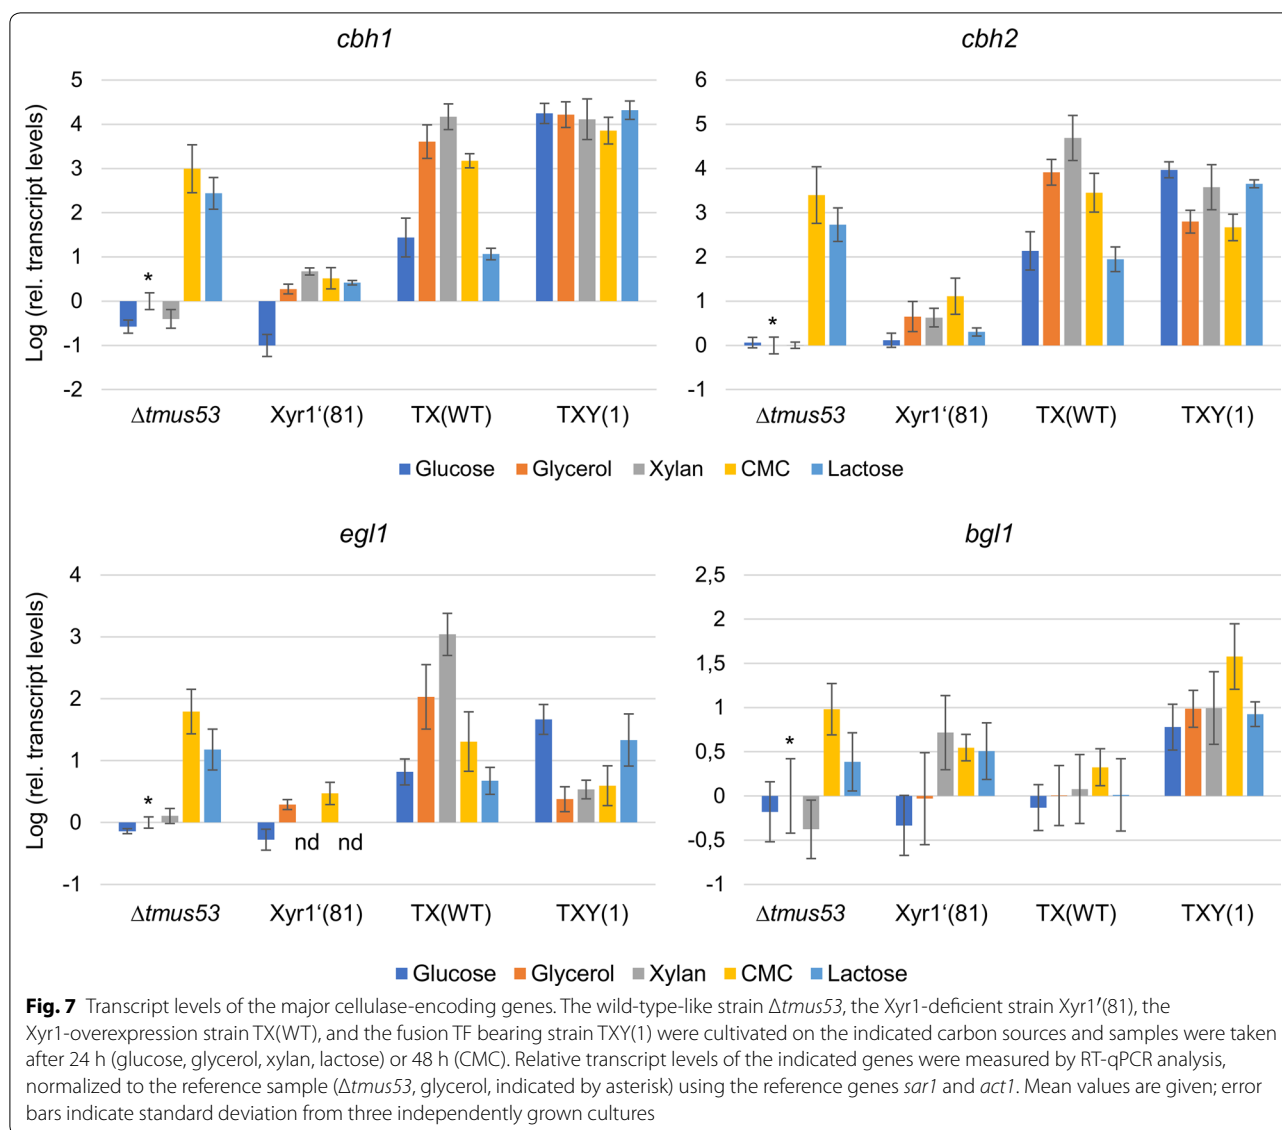 cbh1
cbh2
Log (rel. transcript levels)
5
4
3
2
1
0
-1
-2
*
Δtmus53 Xyr1‘(81) TX(WT) TXY(1)
6
5
4
3
2
1
0
-1
*
Δtmus53 Xyr1‘(81) TX(WT) TXY(1)
Glucose Glycerol Xylan CMC Lactose
egl1
bgl1
Log (rel. transcript levels)
4
3
2
1
0
-1
*
nd nd
Δtmus53 Xyr1‘(81) TX(WT) TXY(1)
2,5
2
1,5
1
0,5
0
-0,5
-1
*
Δtmus53 Xyr1‘(81) TX(WT) TXY(1)
Glucose Glycerol Xylan CMC Lactose
Fig. 7 Transcript levels of the major cellulase-encoding genes. The wild-type-like strain Δtmus53, the Xyr1-deficient strain Xyr1′(81), the
Xyr1-overexpression strain TX(WT), and the fusion TF bearing strain TXY(1) were cultivated on the indicated carbon sources and samples were taken
after 24 h (glucose, glycerol, xylan, lactose) or 48 h (CMC). Relative transcript levels of the indicated genes were measured by RT-qPCR analysis,
normalized to the reference sample (Δtmus53, glycerol, indicated by asterisk) using the reference genes sar1 and act1. Mean values are given; error
bars indicate standard deviation from three independently grown cultures